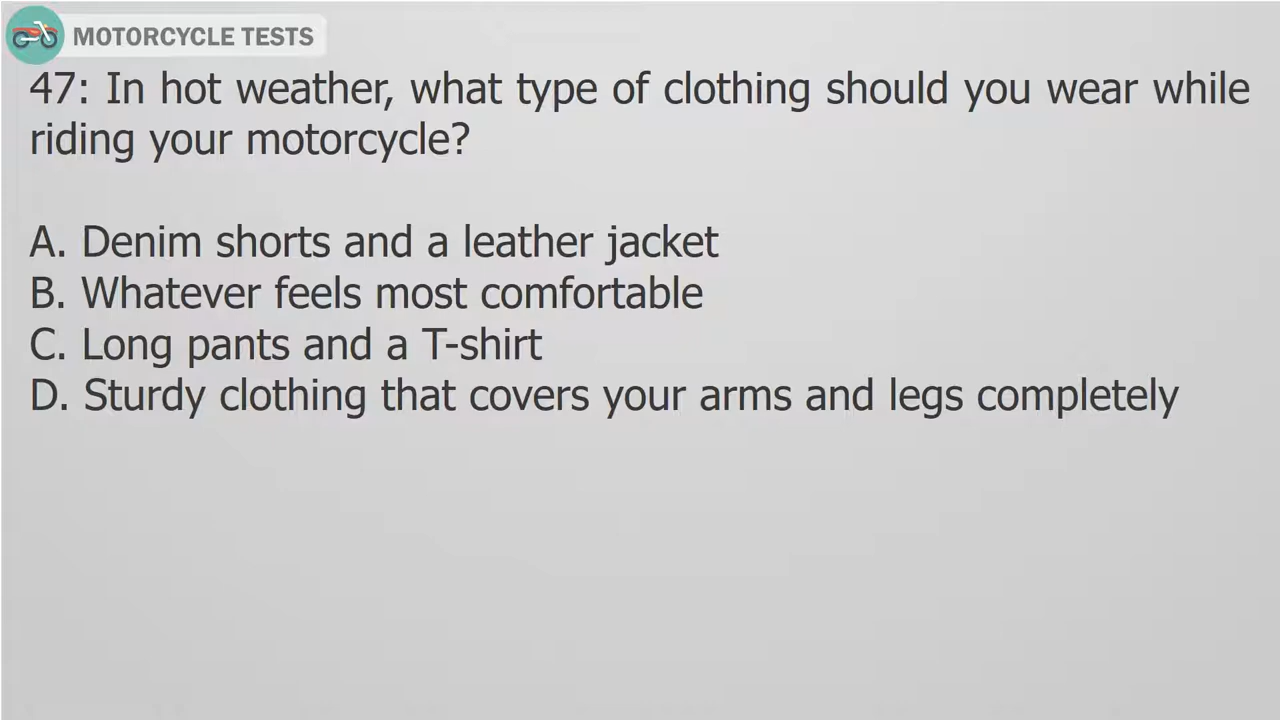 MOTORCYCLE TESTS
47: In hot weather, what type of clothing should you wear while
riding your motorcycle?
A. Denim shorts and a leather jacket
B. Whatever feels most comfortable
C. Long pants and a T-shirt
D. Sturdy clothing that covers your arms and legs completely